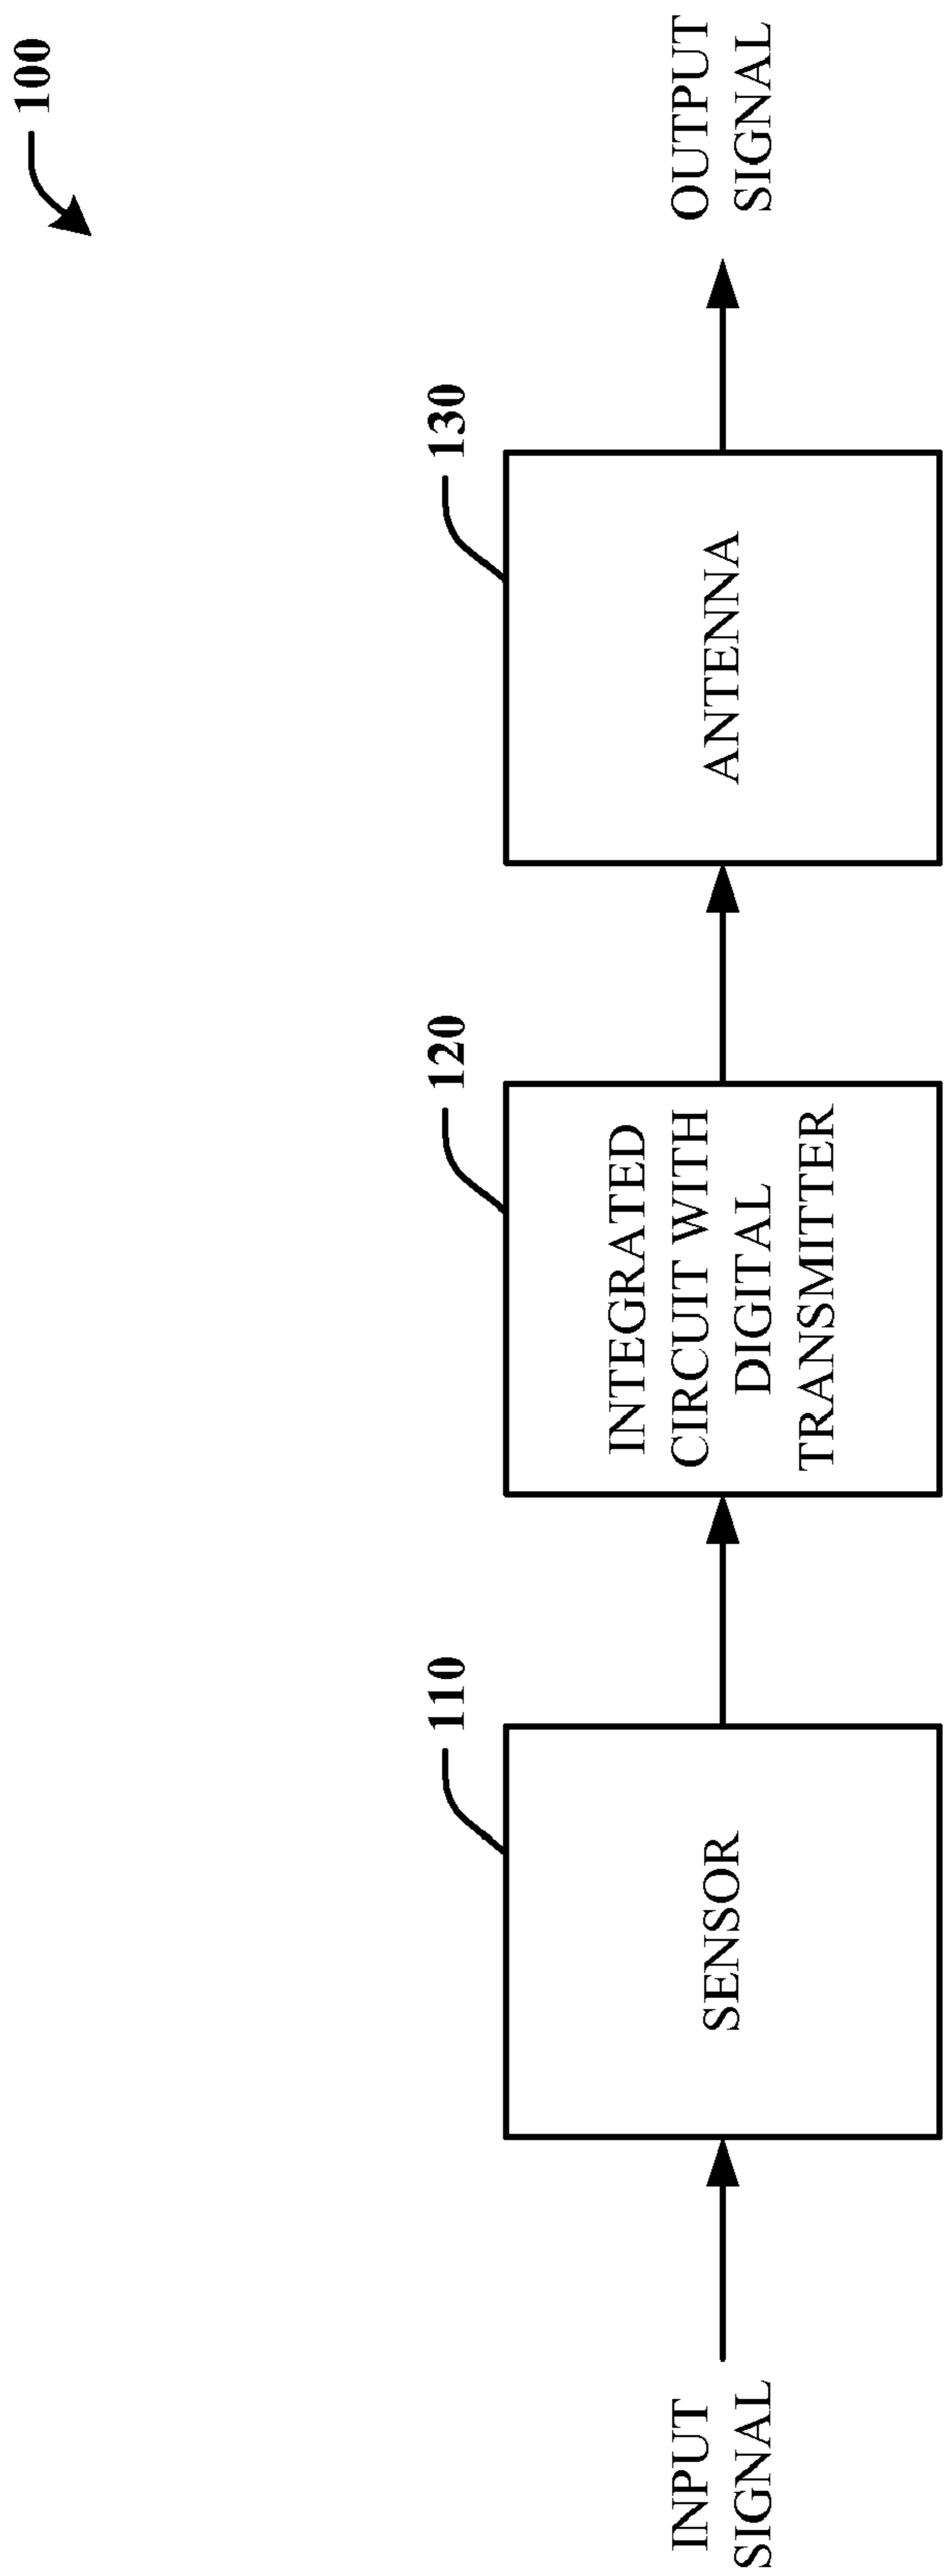 100
110
120
130
INPUT
SIGNAL
SENSOR
INTEGRATED
CIRCUIT WITH
DIGITAL
TRANSMITTER
ANTENNA
OUTPUT
SIGNAL